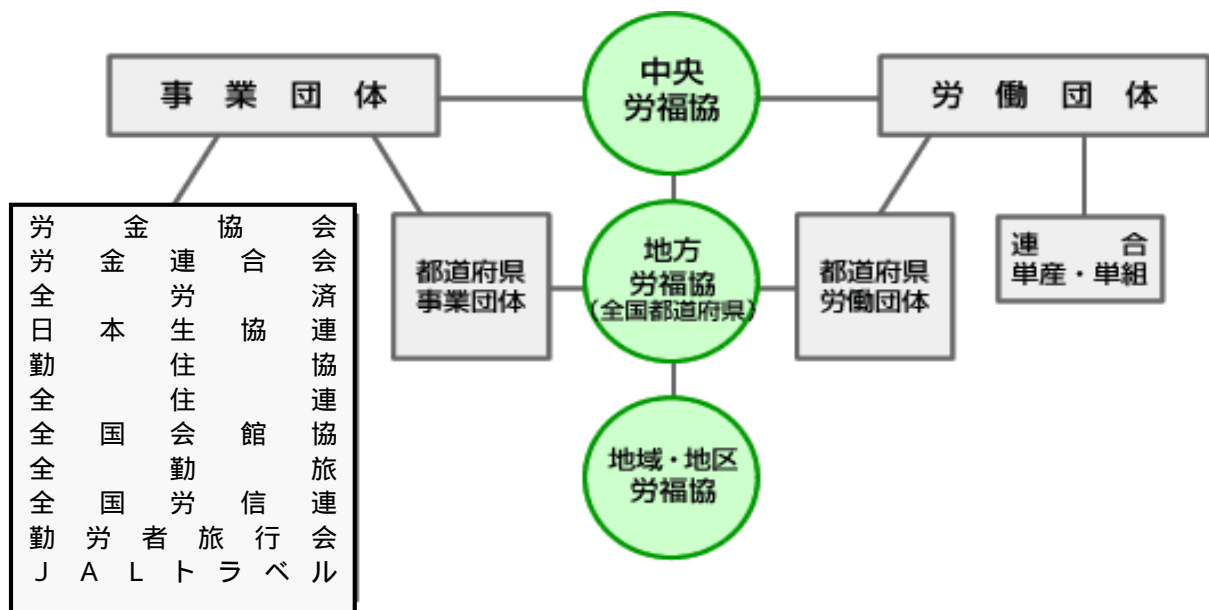 中央
労福協
事業団体
労働団体
労金協会
労金連合会
全労済
日本生協連
勤住協
全住連
全国会館協
全勤旅
全国労信連
勤労者旅行会
JALトラベル
都道府県
事業団体
地方
労福協
(全国都道府県)
都道府県
労働団体
連合
単産・単組
地域・地区
労福協